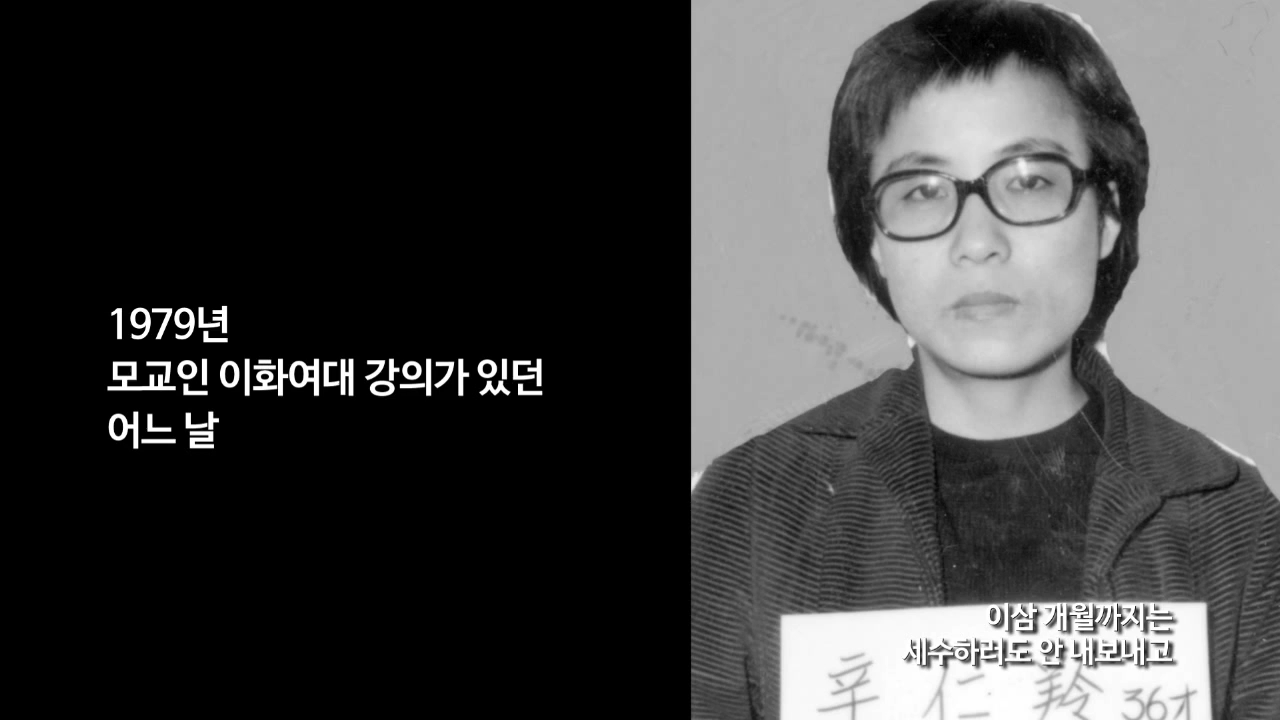 1979년
모교인 이화여대 강의가 있던
어느 날
이삼 개월까지는
세수하러도 안 내보내고
辛 仁 羚 36才